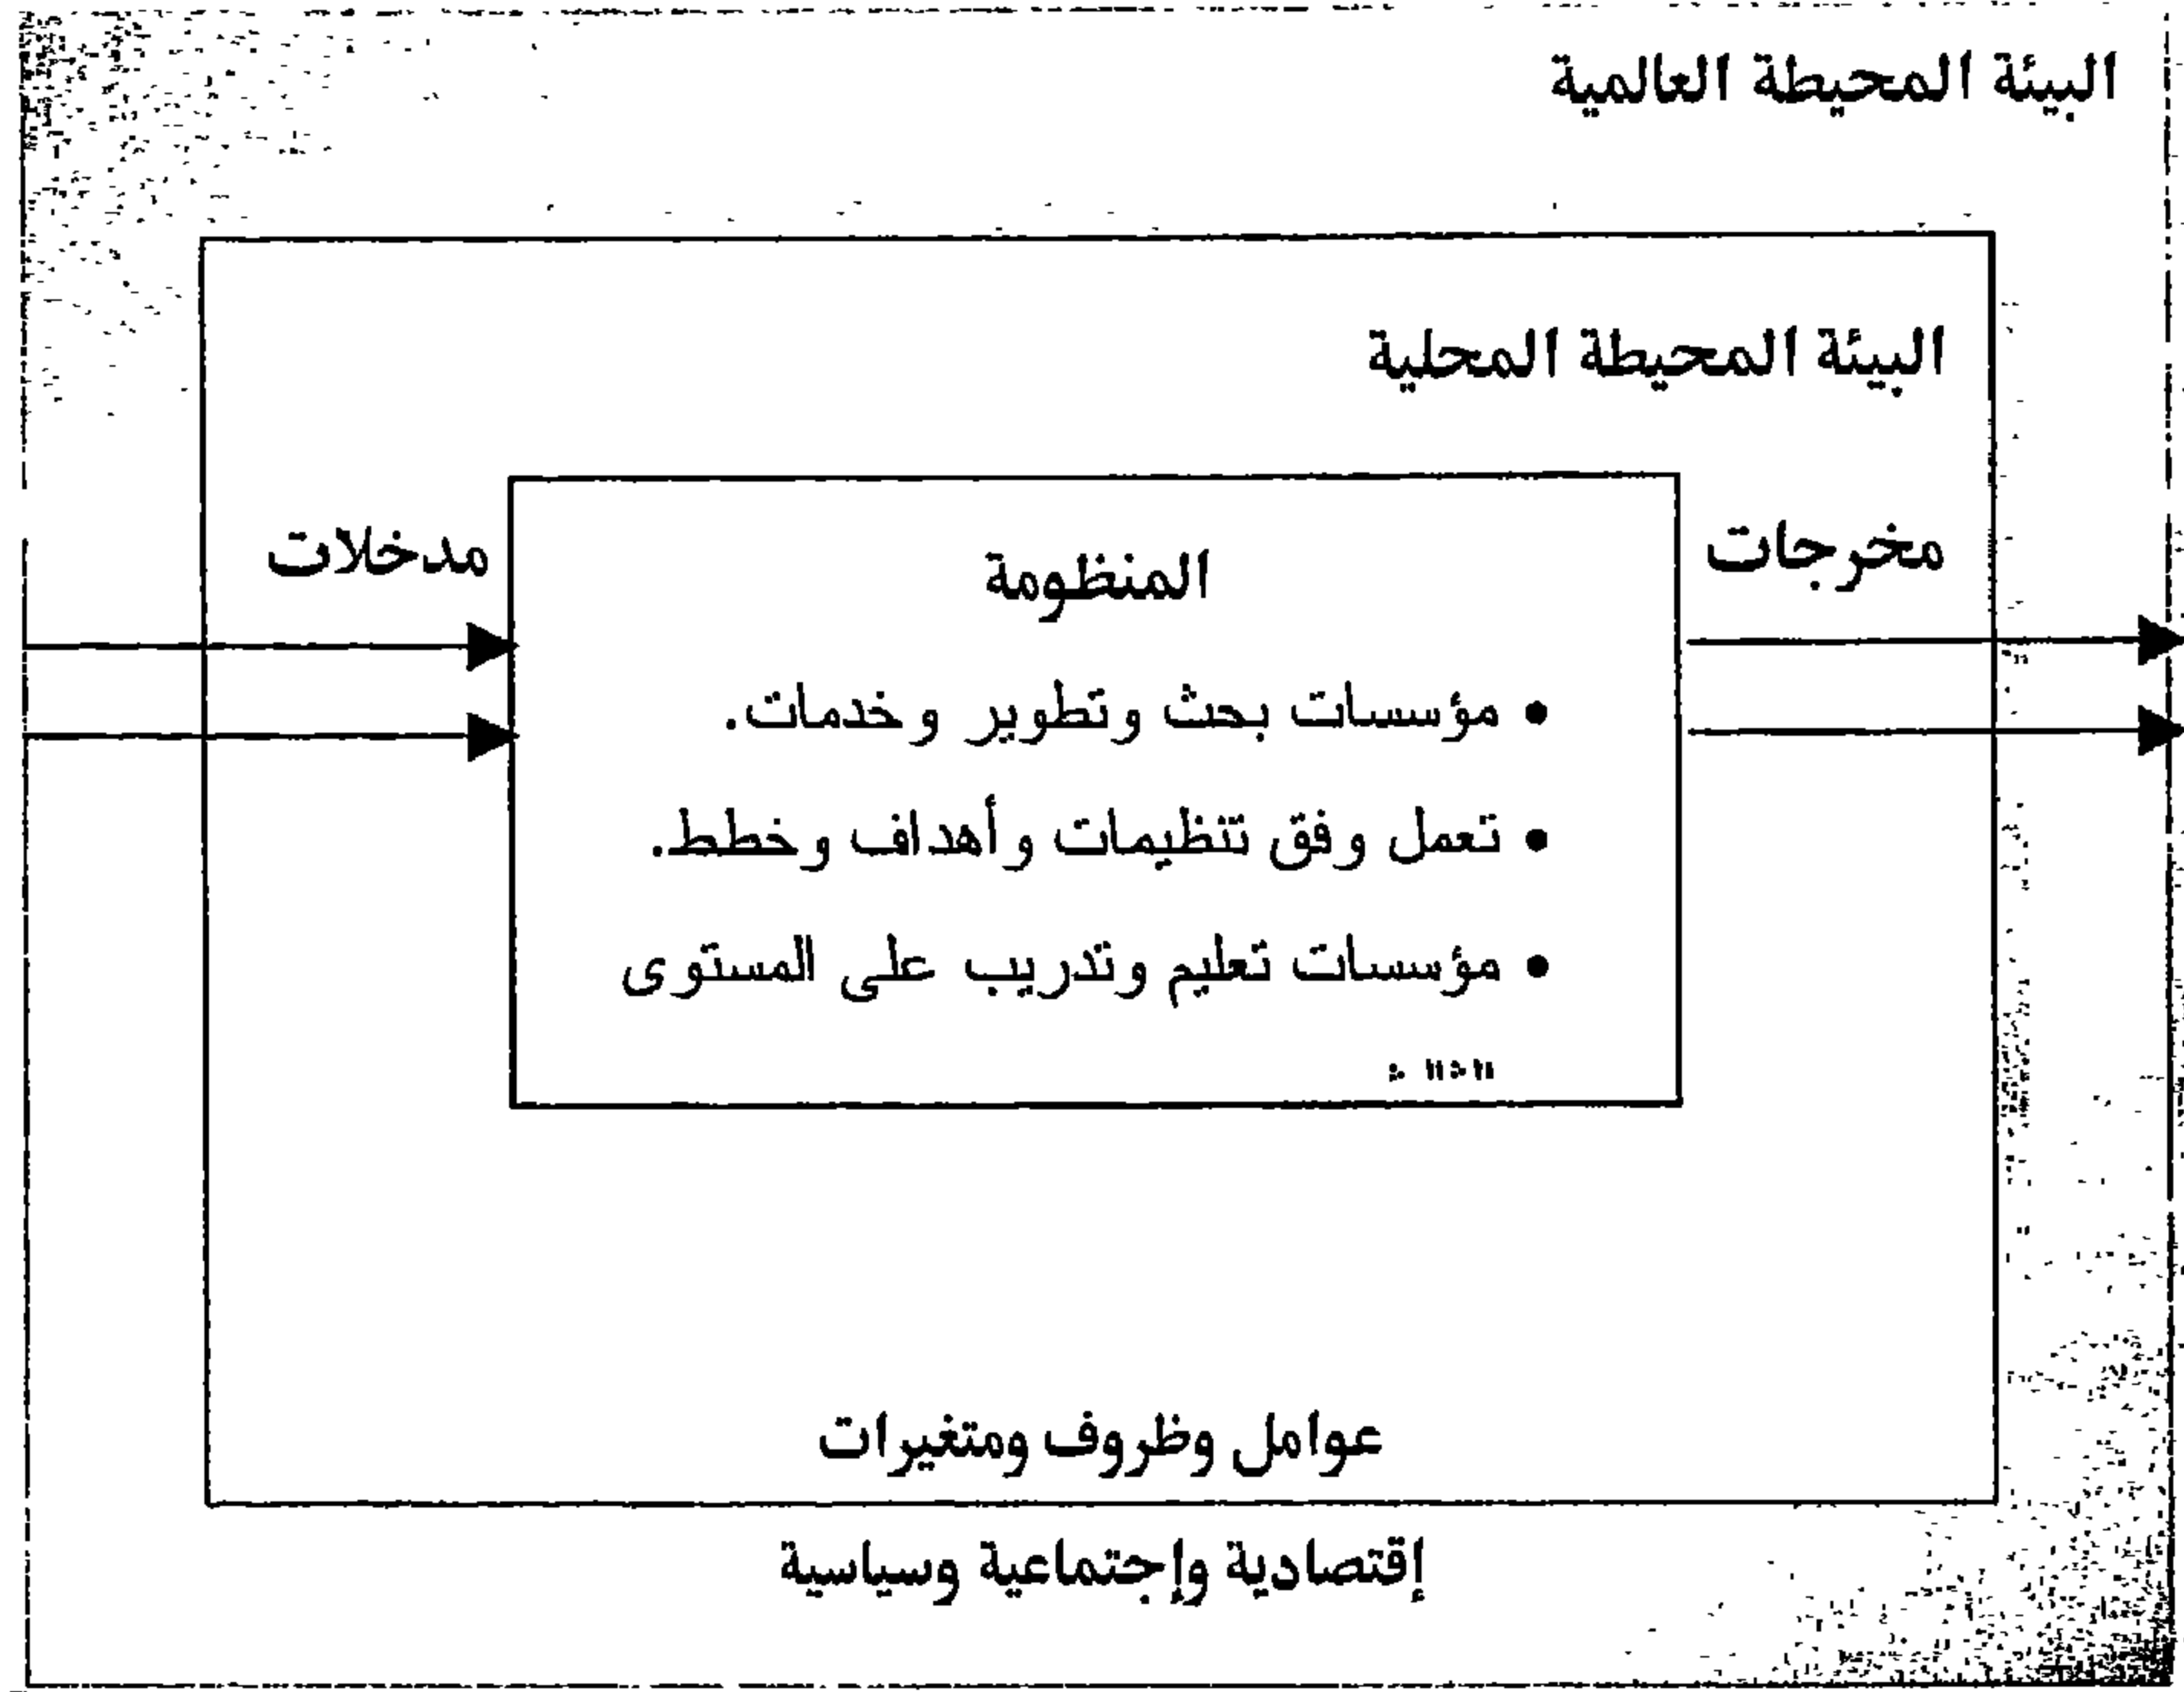 البيئة المحيطة العالمية
البيئة المحيطة المحلية
مخرجات
مدخلات
المنظومة
• مؤسسات بحث وتطوير وخدمات.
• تعمل وفق تنظيمات وأهداف وخطط.
• مؤسسات تعليم وتدريب على المستوى
عوامل وظروف ومتغيرات
إقتصادية وإجتماعية وسياسية